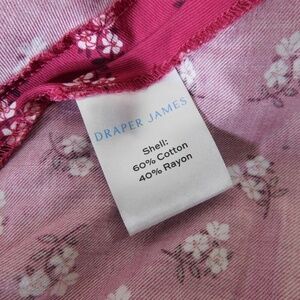 DRAPER JAMES
Shell:
60% Cotton
40% Rayon